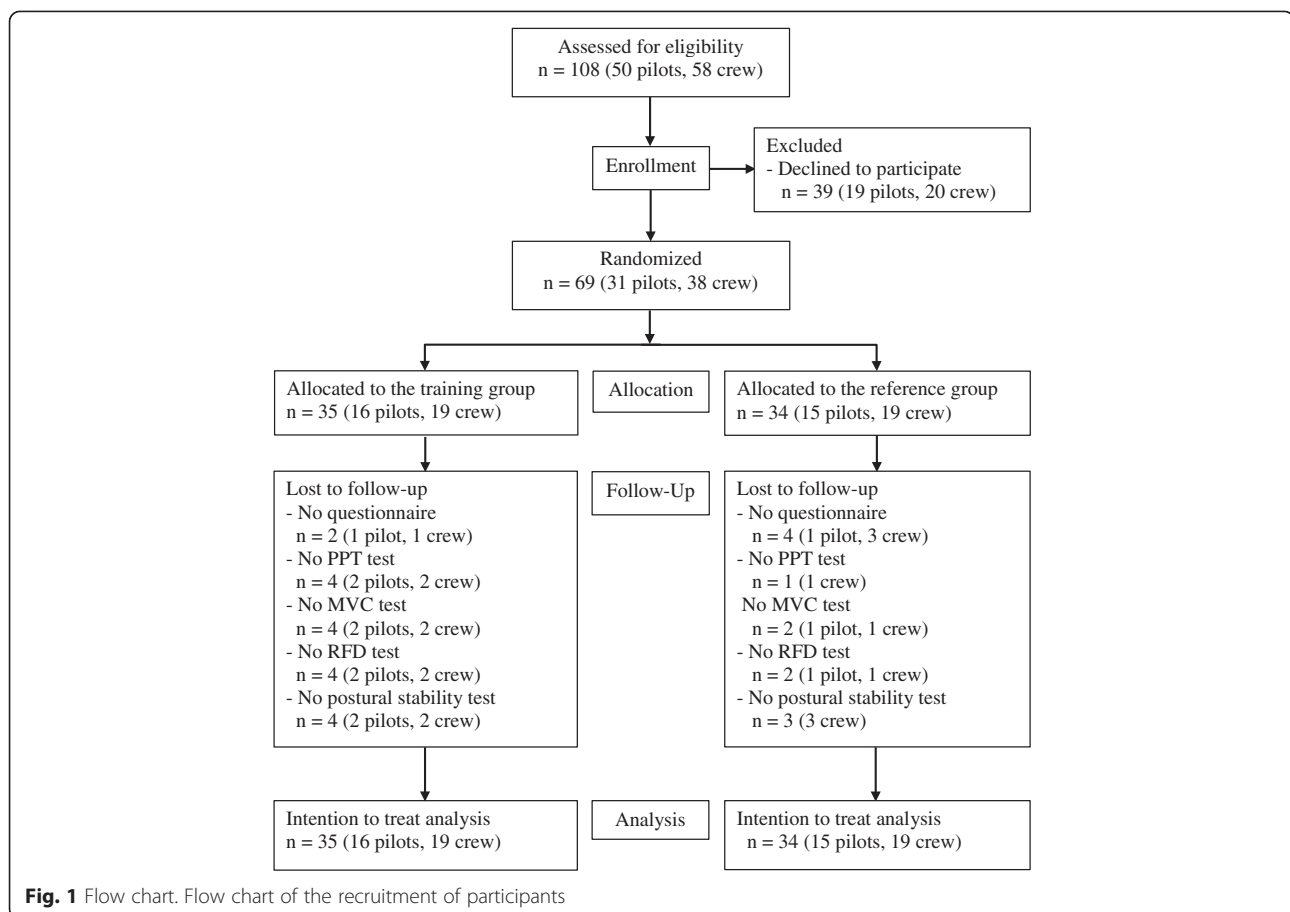 Assessed for eligibility
n = 108 (50 pilots, 58 crew)
Enrollment
Excluded
- Declined to participate
n = 39 (19 pilots, 20 crew)
Randomized
n = 69 (31 pilots, 38 crew)
Allocated to the training group
n = 35 (16 pilots, 19 crew)
Allocation
Allocated to the reference group
n = 34 (15 pilots, 19 crew)
Lost to follow-up
- No questionnaire
n = 2 (1 pilot, 1 crew)
- No PPT test
n = 4 (2 pilots, 2 crew)
- No MVC test
n = 4 (2 pilots, 2 crew)
- No RFD test
n = 4 (2 pilots, 2 crew)
- No postural stability test
n = 4 (2 pilots, 2 crew)
Follow-Up
Lost to follow-up
- No questionnaire
n = 4 (1 pilot, 3 crew)
- No PPT test
n = 1 (1 crew)
No MVC test
n = 2 (1 pilot, 1 crew)
- No RFD test
n = 2 (1 pilot, 1 crew)
- No postural stability test
n = 3 (3 crew)
Intention to treat analysis
n = 35 (16 pilots, 19 crew)
Analysis
Intention to treat analysis
n = 34 (15 pilots, 19 crew)
Fig. 1 Flow chart. Flow chart of the recruitment of participants